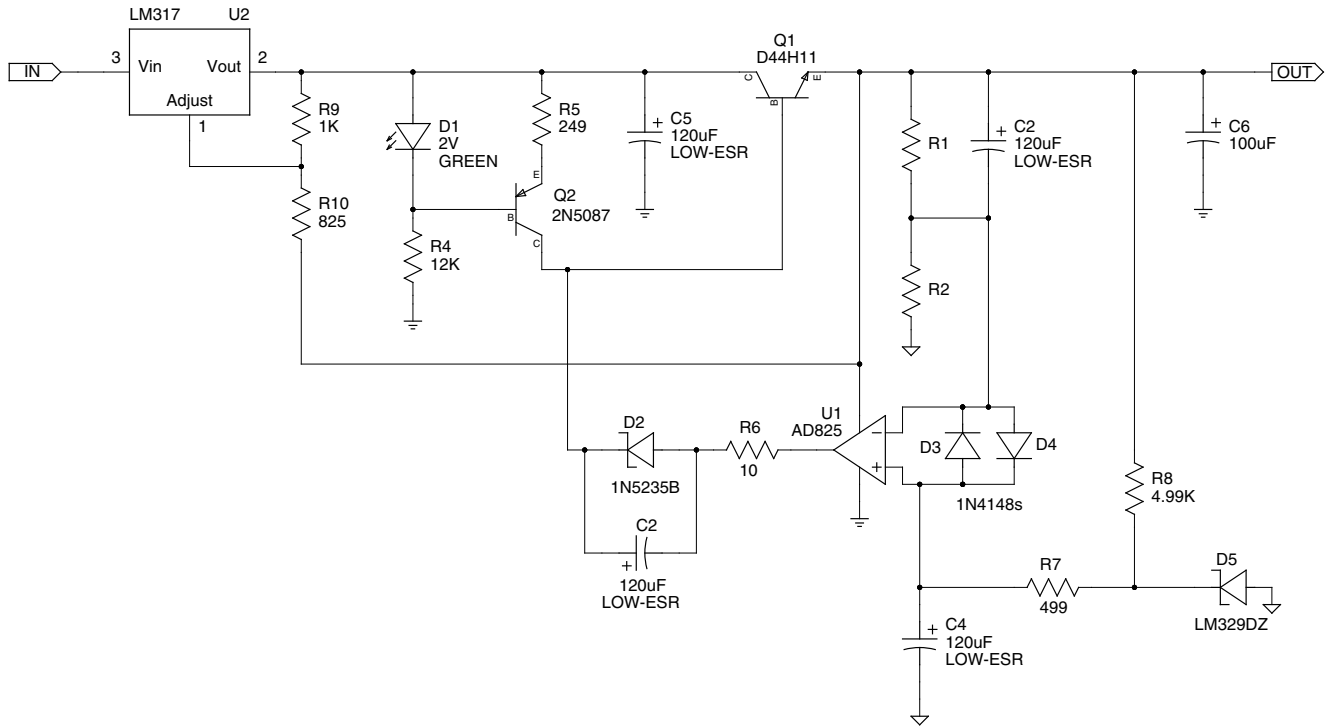 LM317 U2
IN
3
Vin
Vout
2
Adjust
1
R9
1K
R10
825
D1
2V
GREEN
R4
12K
R5
249
E
B
C
Q2
2N5087
C5
120uF
LOW-ESR
+
Q1
D44H11
C
B
E
R1
R2
C2
120uF
LOW-ESR
+
C6
100uF
+
OUT
D2
1N5235B
C2
+
120uF
LOW-ESR
R6
10
U1
AD825
−
+
D3
D4
1N4148s
R8
4.99K
R7
499
D5
LM329DZ
+
C4
120uF
LOW-ESR